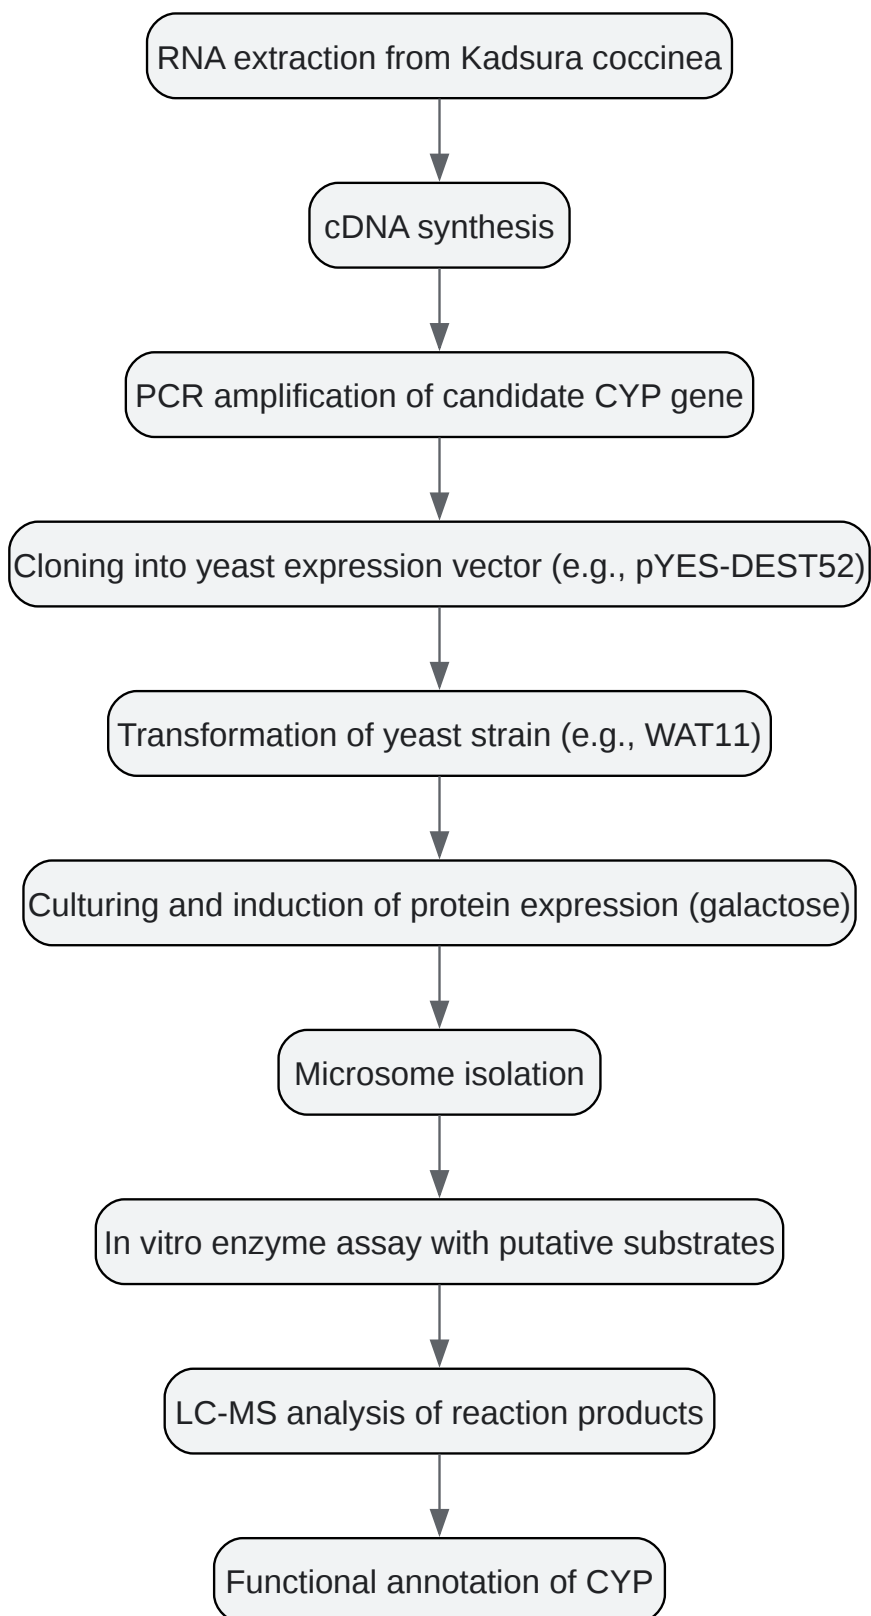 RNA extraction from Kadsura coccinea
cDNA synthesis
PCR amplification of candidate CYP gene
Cloning into yeast expression vector (e.g., pYES-DEST52)
Transformation of yeast strain (e.g., WAT11)
Culturing and induction of protein expression (galactose)
Microsome isolation
In vitro enzyme assay with putative substrates
LC-MS analysis of reaction products
Functional annotation of CYP